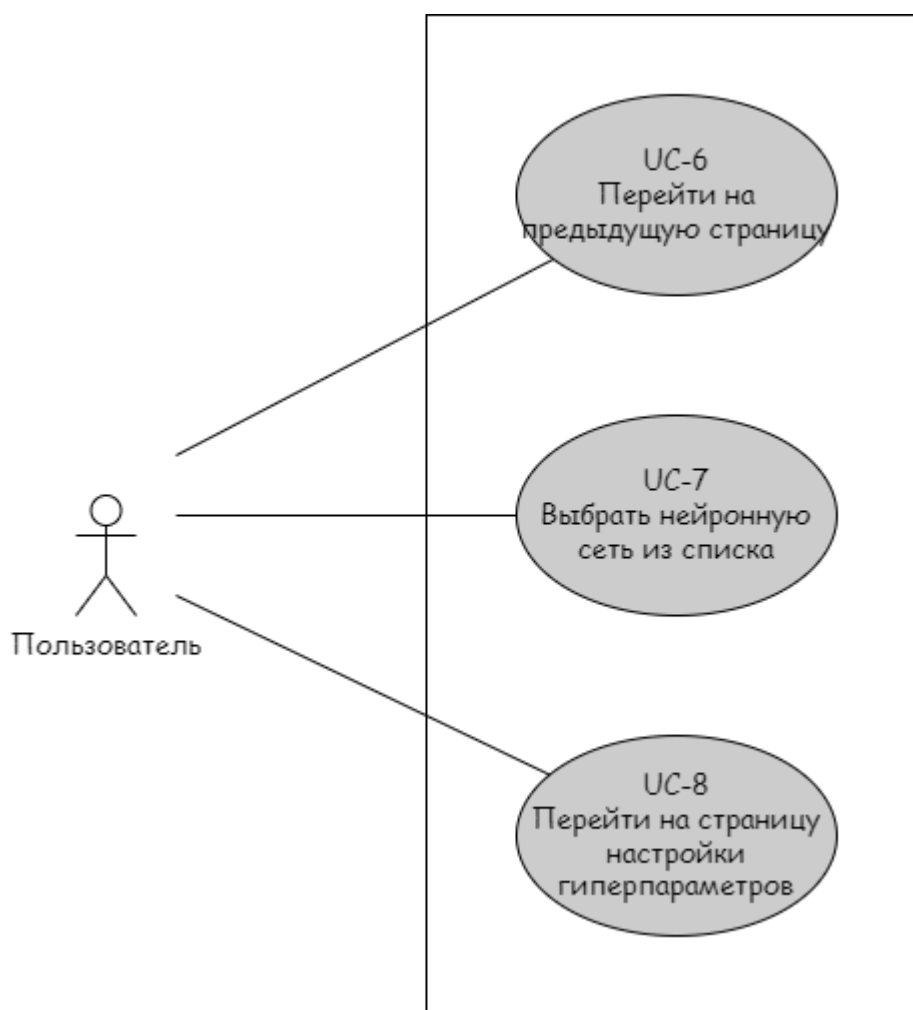 UC-6
Перейти на
предыдущую страницу
UC-7
Выбрать нейронную
сеть из списка
Пользователь
UC-8
Перейти на страницу
настройки
гиперпараметров